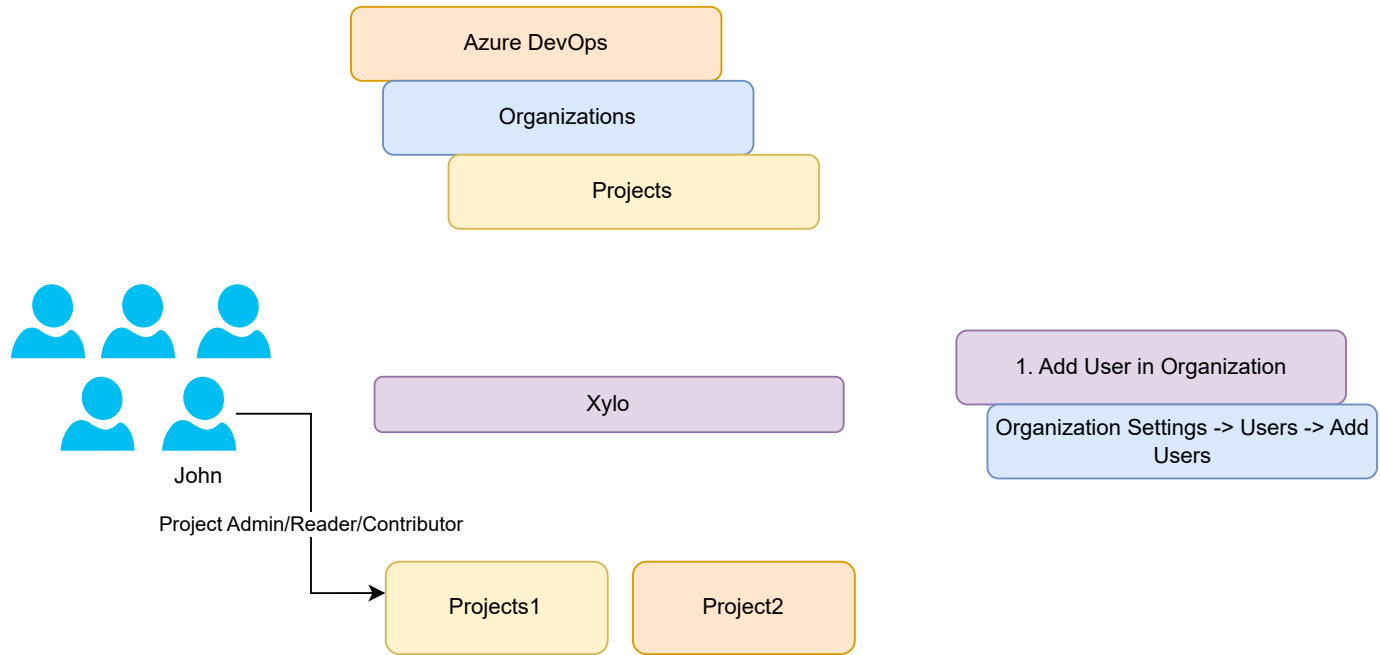 Azure DevOps
Organizations
Projects
1. Add User in Organization
Xylo
Organization Settings -> Users -> Add
Users
John
Project Admin/Reader/Contributor
Projects1
Project2